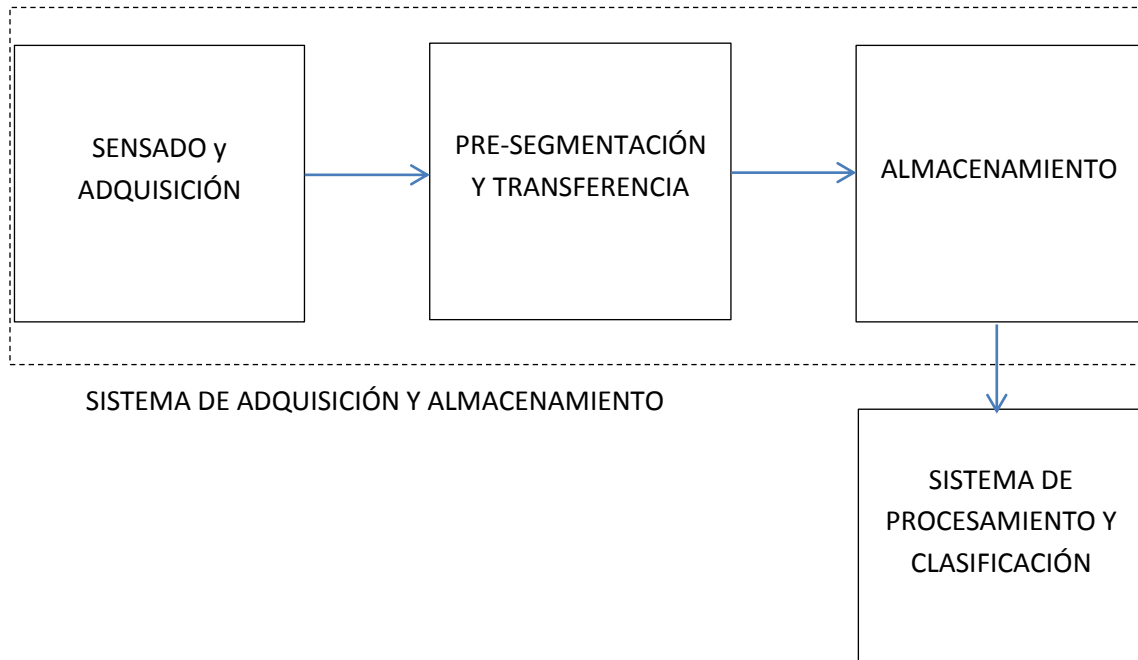 SENSADO y
ADQUISICIÓN
PRE-SEGMENTACIÓN
Y TRANSFERENCIA
ALMACENAMIENTO
SISTEMA DE ADQUISICIÓN Y ALMACENAMIENTO
SISTEMA DE
PROCESAMIENTO Y
CLASIFICACIÓN